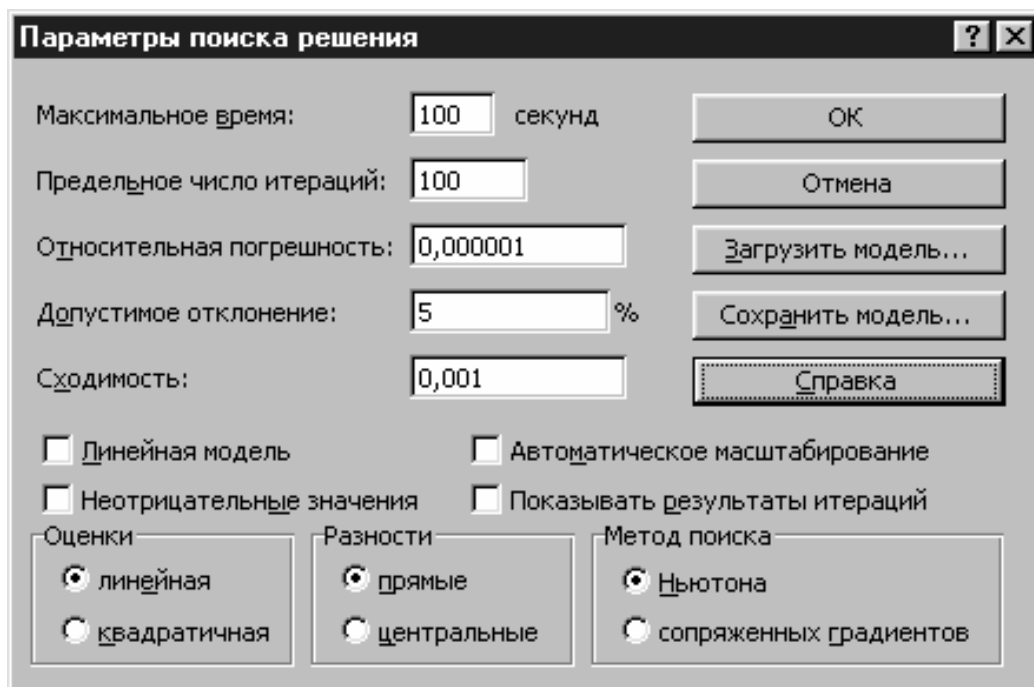 Параметры поиска решения
Максимальное время: 100 секунд ОК
Предельное число итераций: 100 Отмена
Относительная погрешность: 0,000001 Загрузить модель...
Допустимое отклонение: 5 % Сохранить модель...
Сходимость: 0,001 Справка
Линейная модель Автоматическое масштабирование
Неотрицательные значения Показывать результаты итераций
Оценки Разности Метод поиска
линейная прямые Ньютона
квадратичная центральные сопряженных градиентов